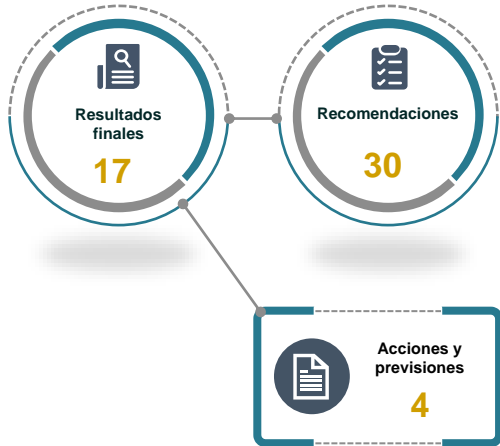 Resultados
finales
17
Recomendaciones
30
Acciones y
previsiones
4